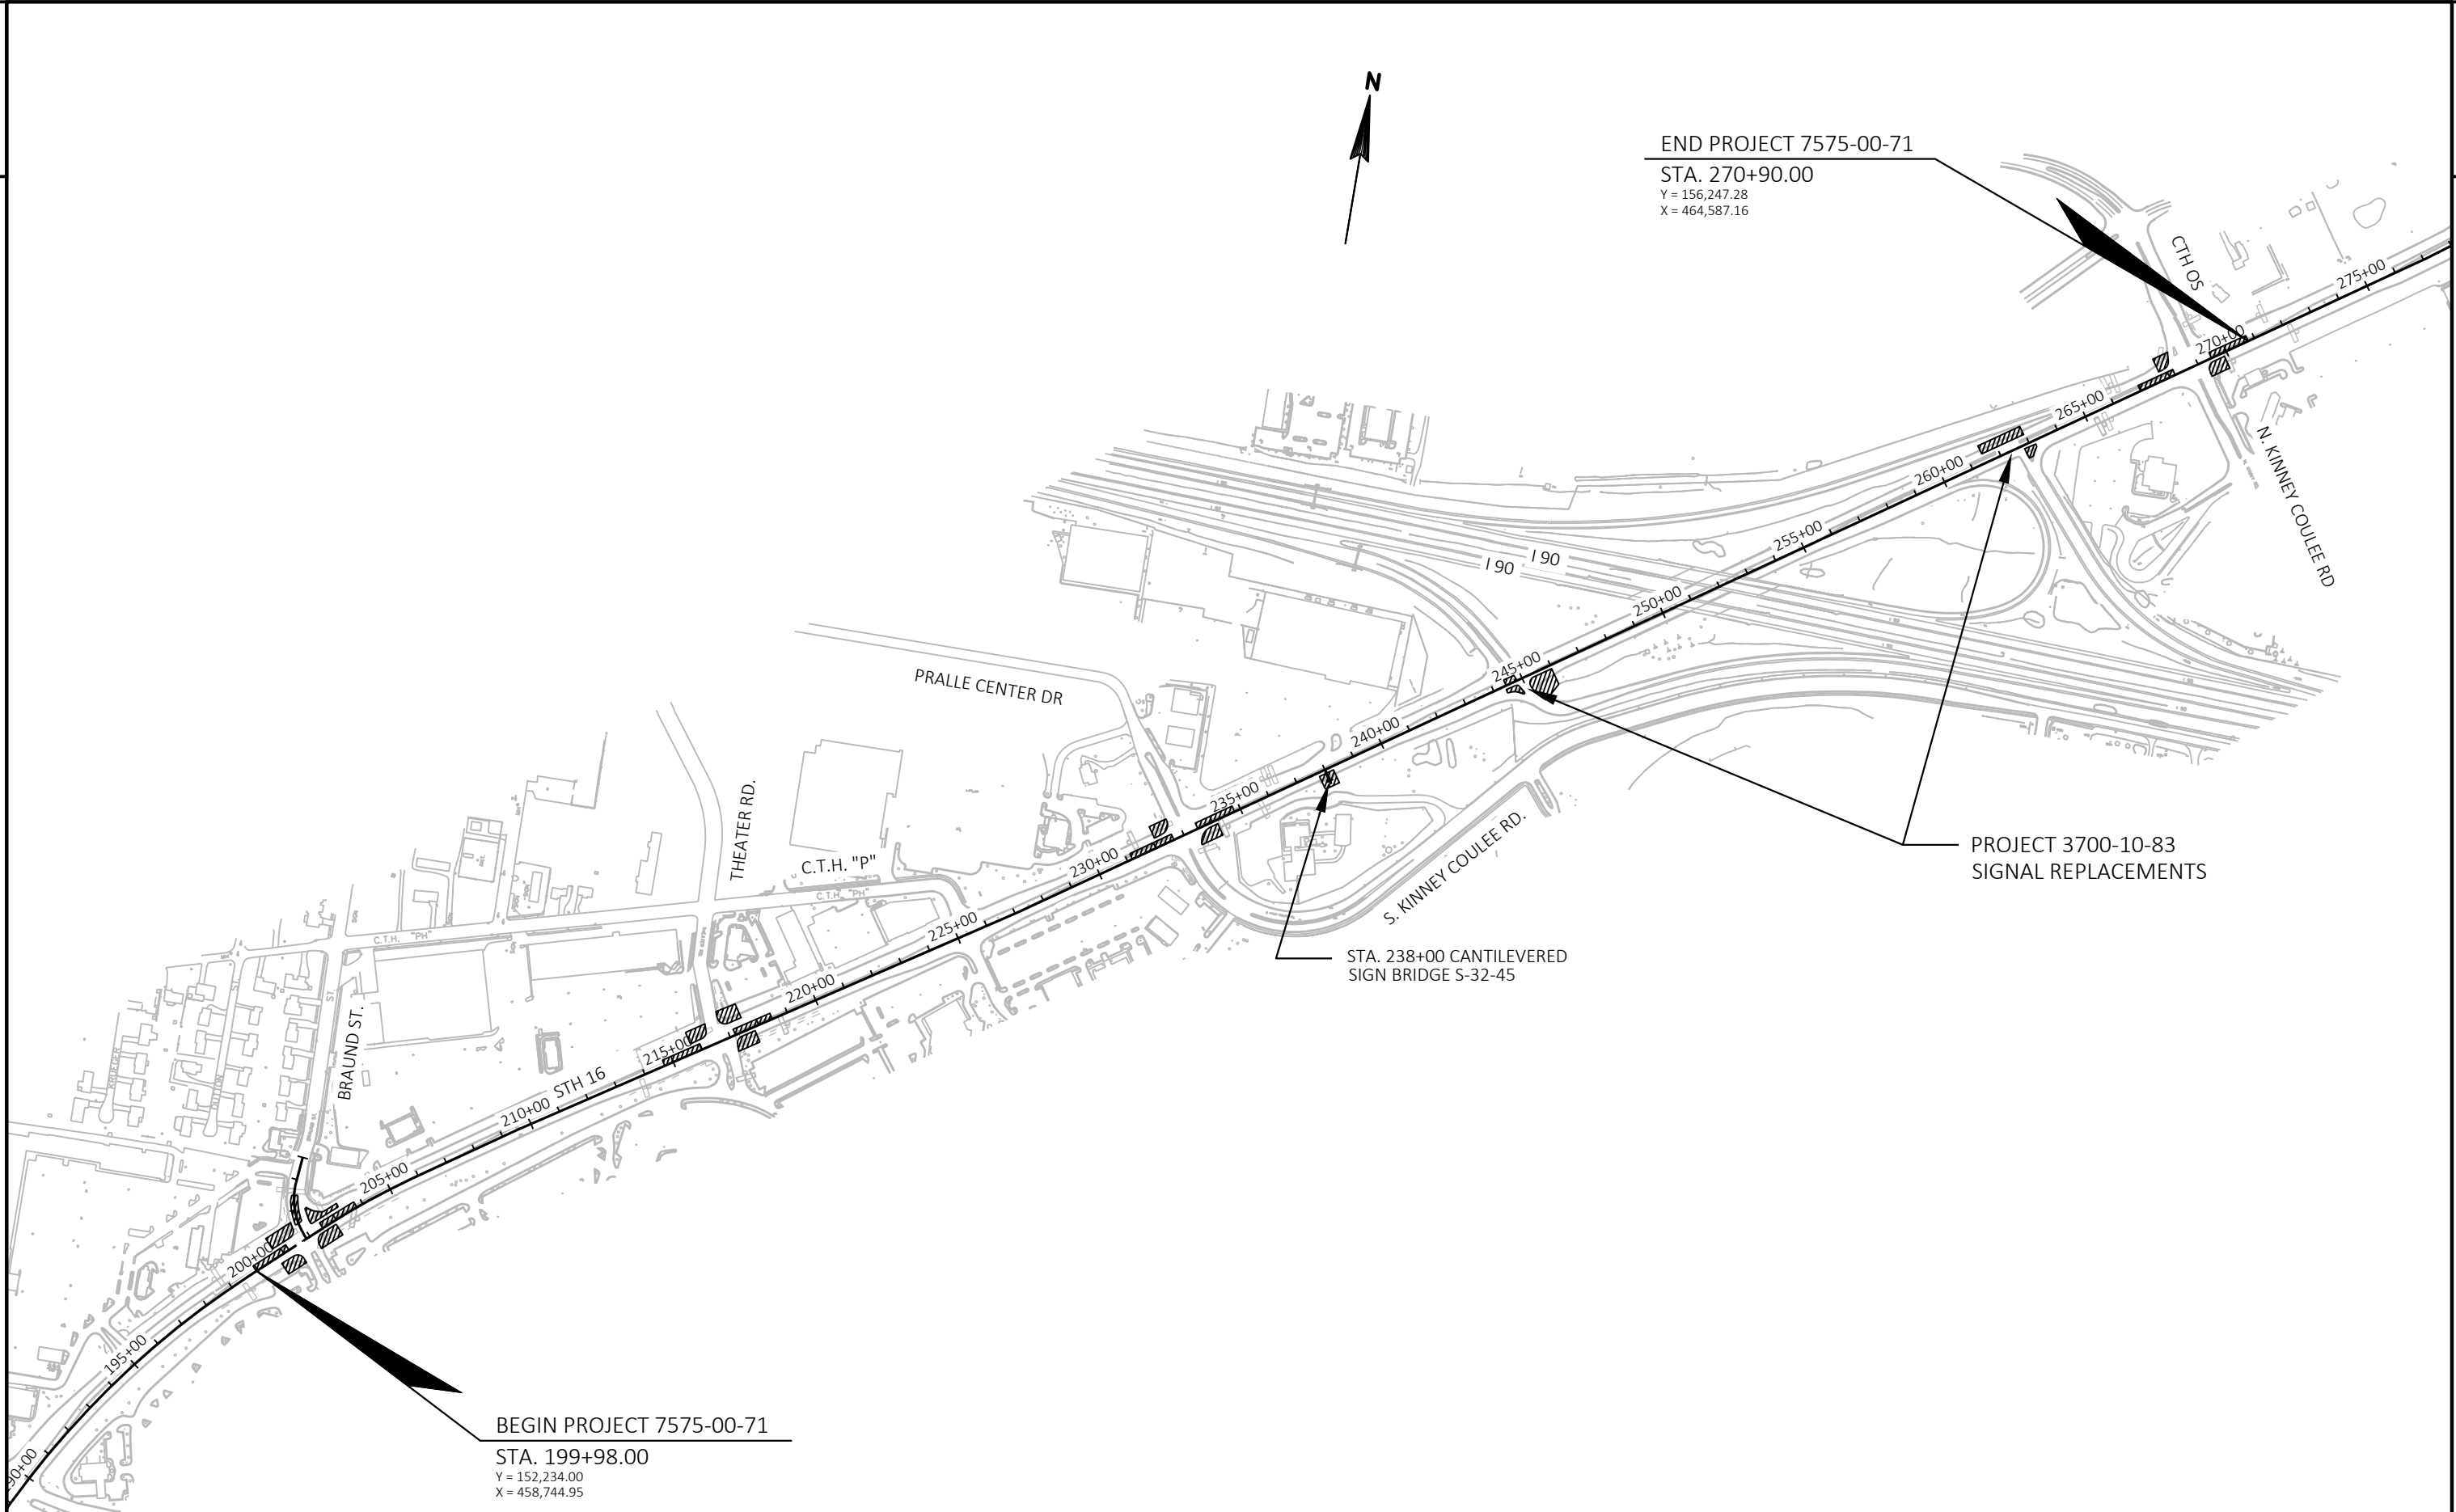 N
END PROJECT 7575-00-71
STA. 270+90.00
Y = 156,247.28
X = 464,587.16
CTH OS
275+00
270+00
265+00
N. KINNEY COULEE RD
260+00
255+00
I 90
I 90
250+00
245+00
PRALLE CENTER DR
240+00
235+00
THEATER RD.
C.T.H. "P"
C.T.H. "PH"
230+00
S. KINNEY COULEE RD.
PROJECT 3700-10-83
SIGNAL REPLACEMENTS
C.T.H. "PH"
225+00
STA. 238+00 CANTILEVERED
SIGN BRIDGE S-32-45
220+00
ST.
BRAUND ST.
215+00
STH 16
KRUEGER
210+00
205+00
200+00
195+00
BEGIN PROJECT 7575-00-71
STA. 199+98.00
Y = 152,234.00
X = 458,744.95
90+00